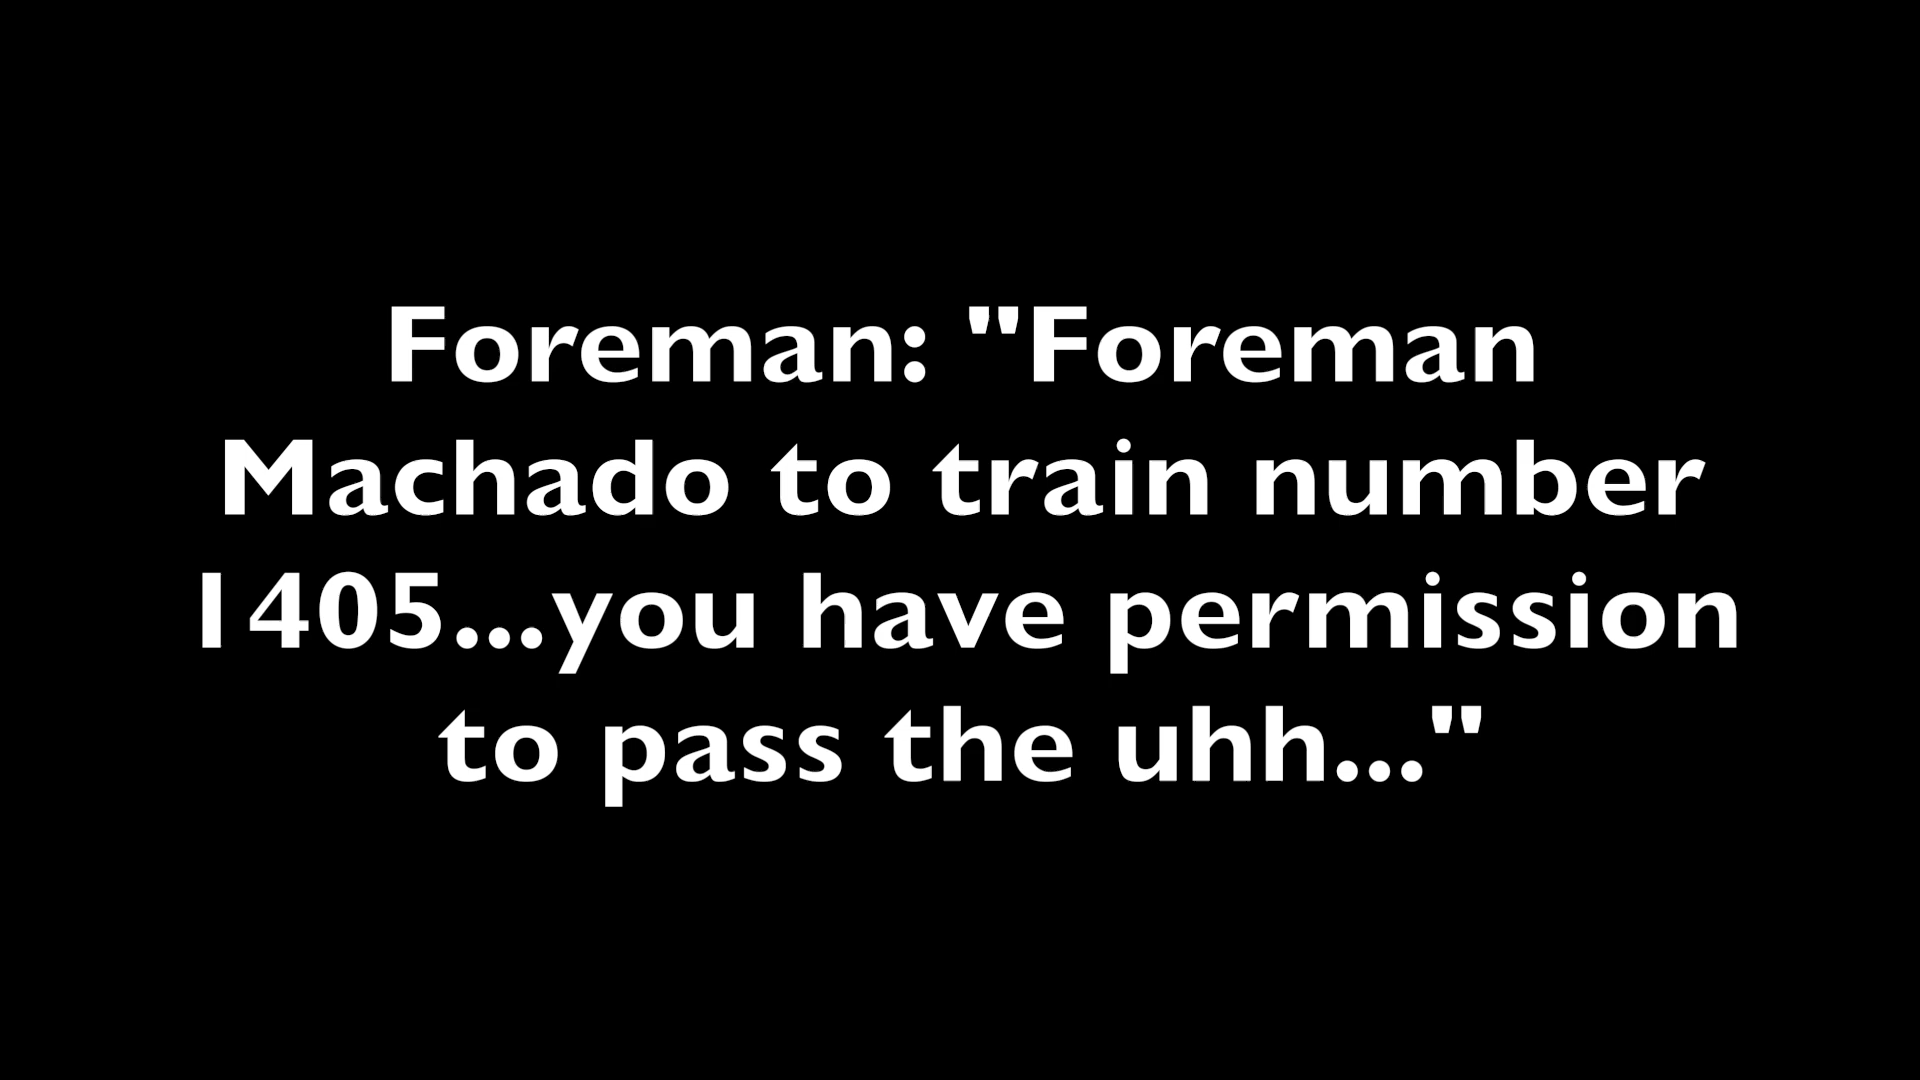 Foreman: "Foreman
Machado to train number
1405...you have permission
to pass the uhh..."